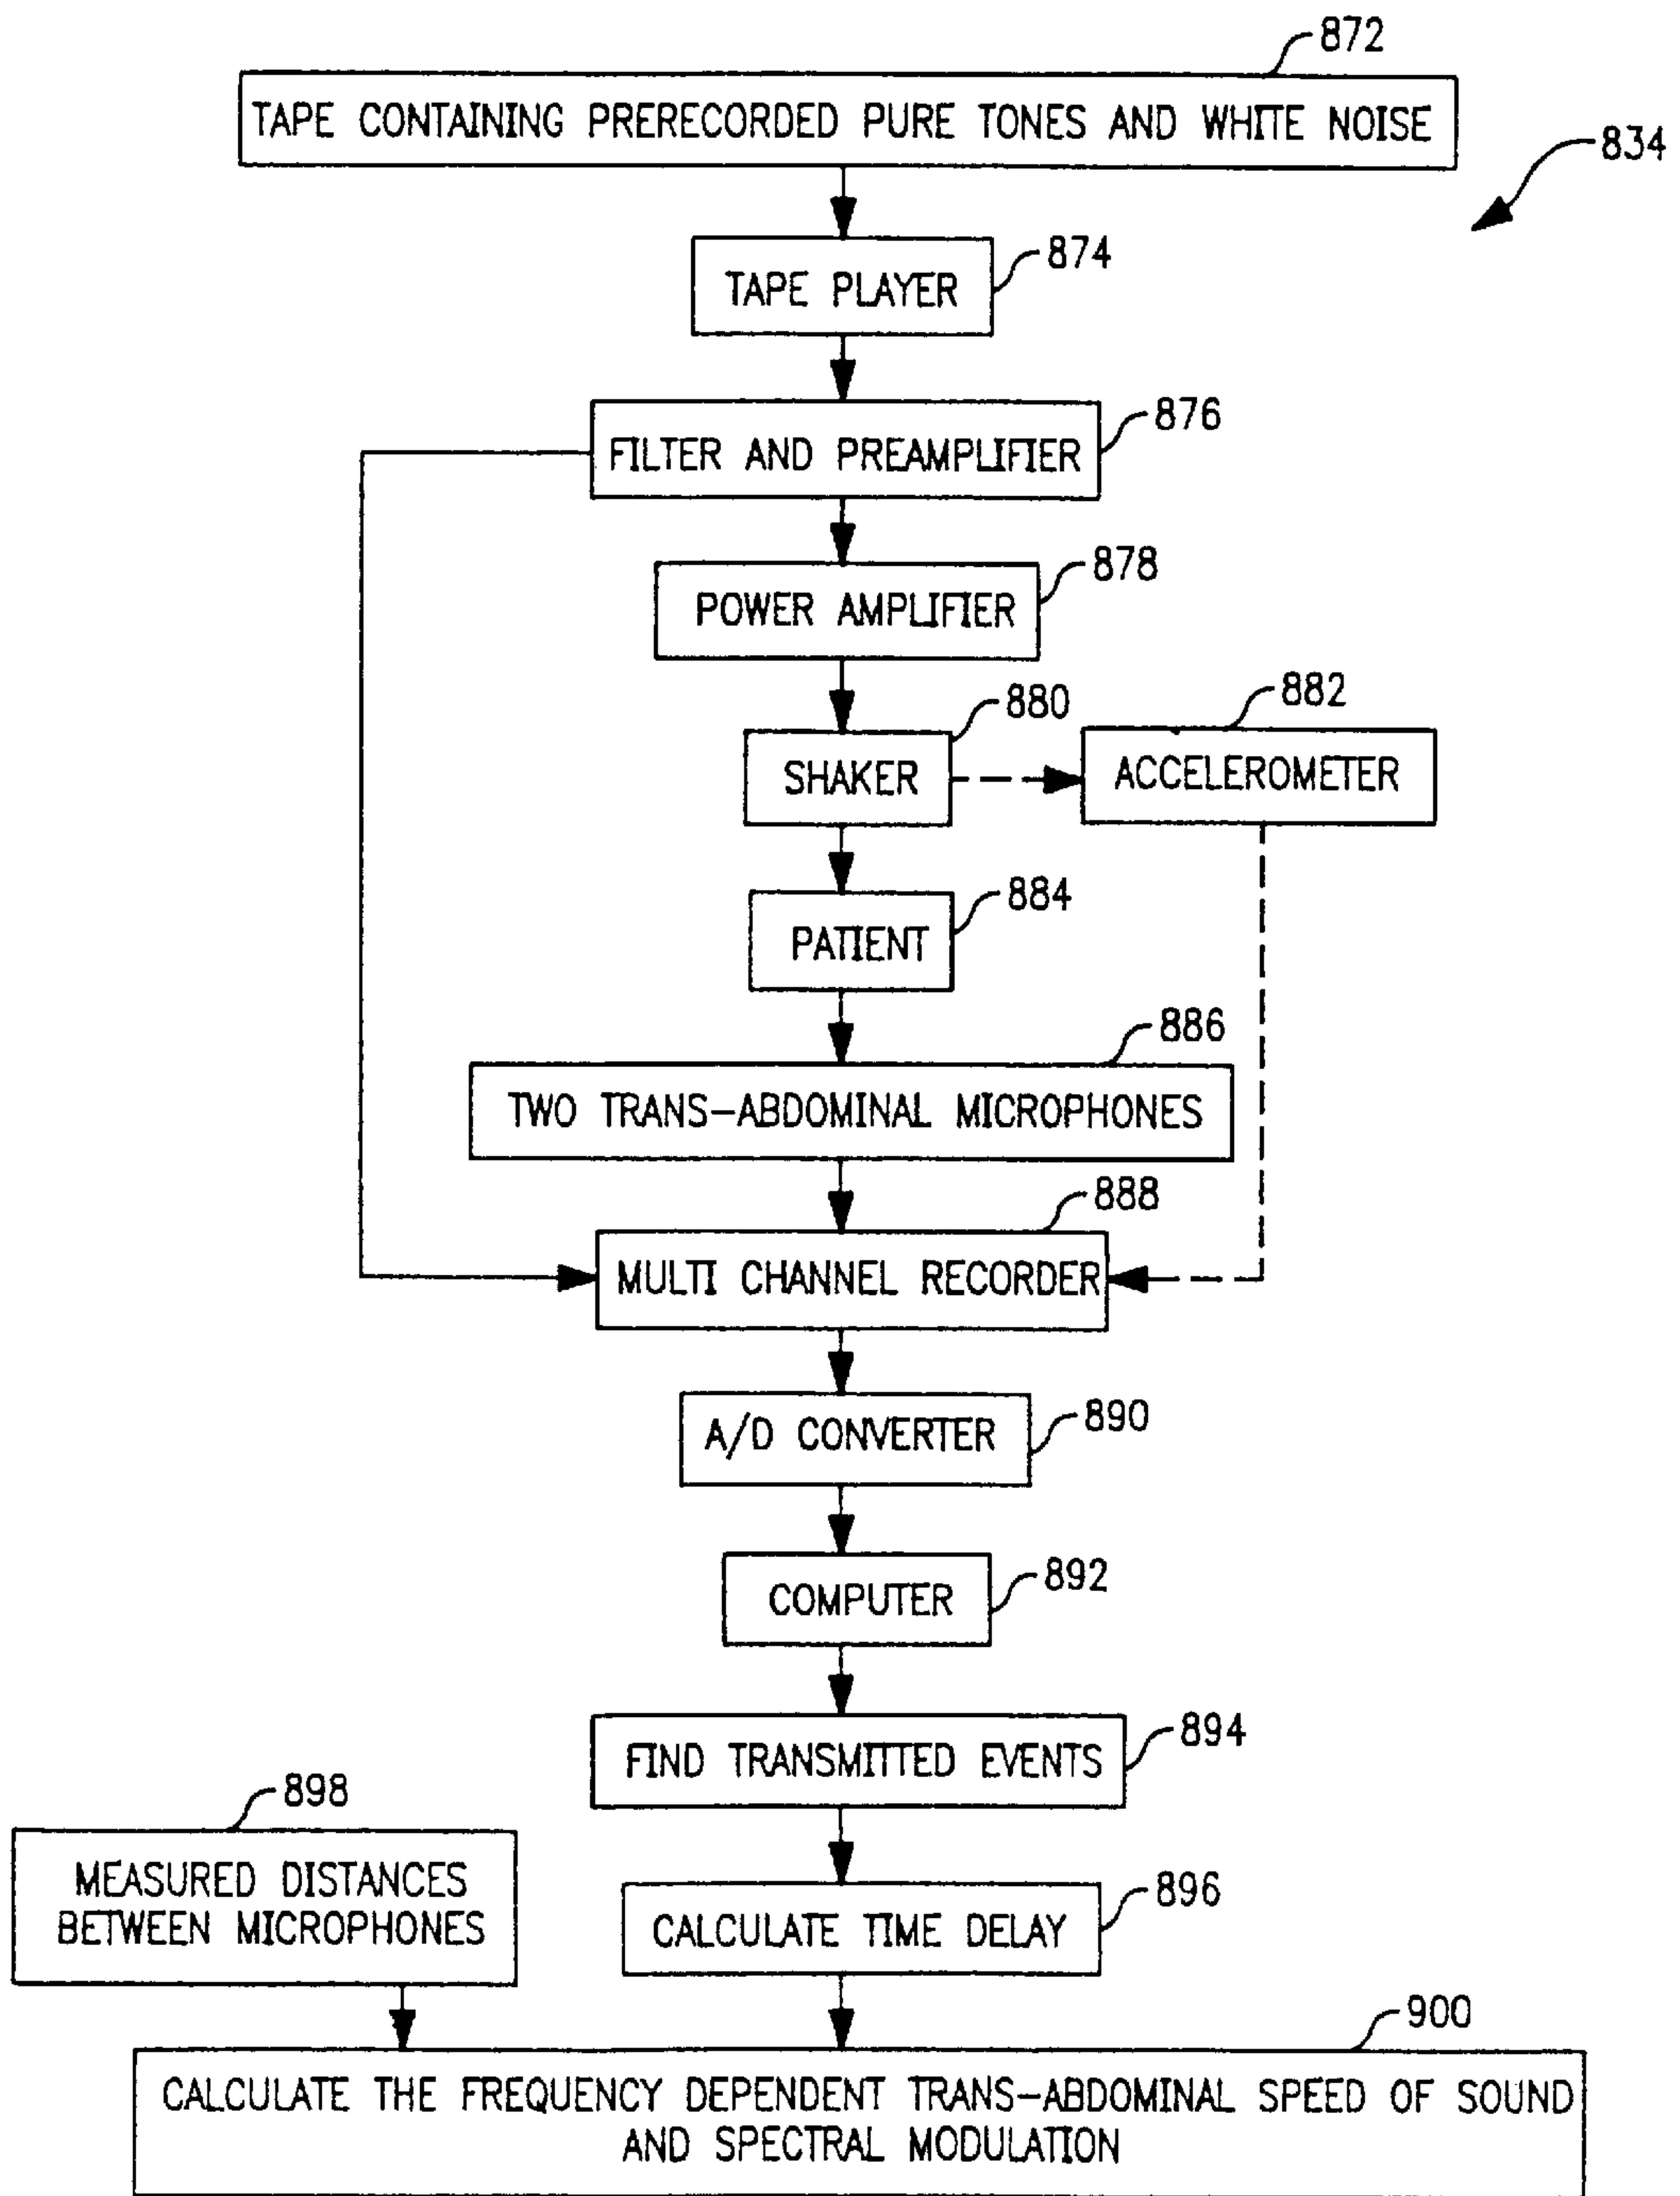 872
TAPE CONTAINING PRERECORDED PURE TONES AND WHITE NOISE
834
874
TAPE PLAYER
876
FILTER AND PREAMPLIFIER
878
POWER AMPLIFIER
880
882
SHAKER
ACCELEROMETER
884
PATIENT
886
TWO TRANS-ABDOMINAL MICROPHONES
888
MULTI CHANNEL RECORDER
890
A/D CONVERTER
892
COMPUTER
894
FIND TRANSMITTED EVENTS
898
MEASURED DISTANCES
BETWEEN MICROPHONES
896
CALCULATE TIME DELAY
900
CALCULATE THE FREQUENCY DEPENDENT TRANS-ABDOMINAL SPEED OF SOUND
AND SPECTRAL MODULATION